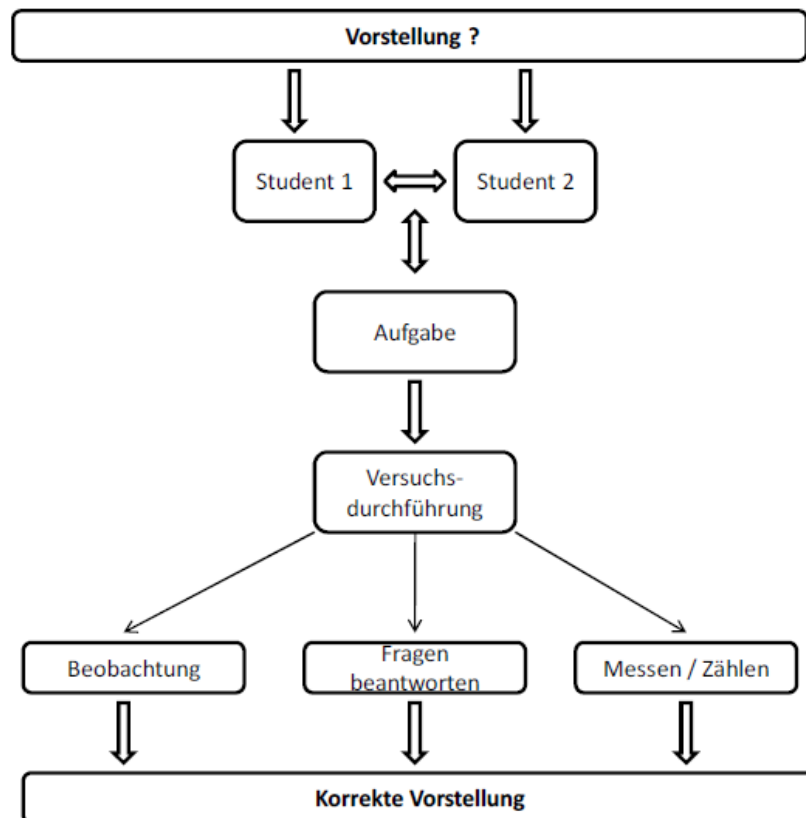 Vorstellung ?
Student 1
Student 2
Aufgabe
Versuchs-
durchführung
Beobachtung
Fragen
beantworten
Messen / Zählen
Korrekte Vorstellung